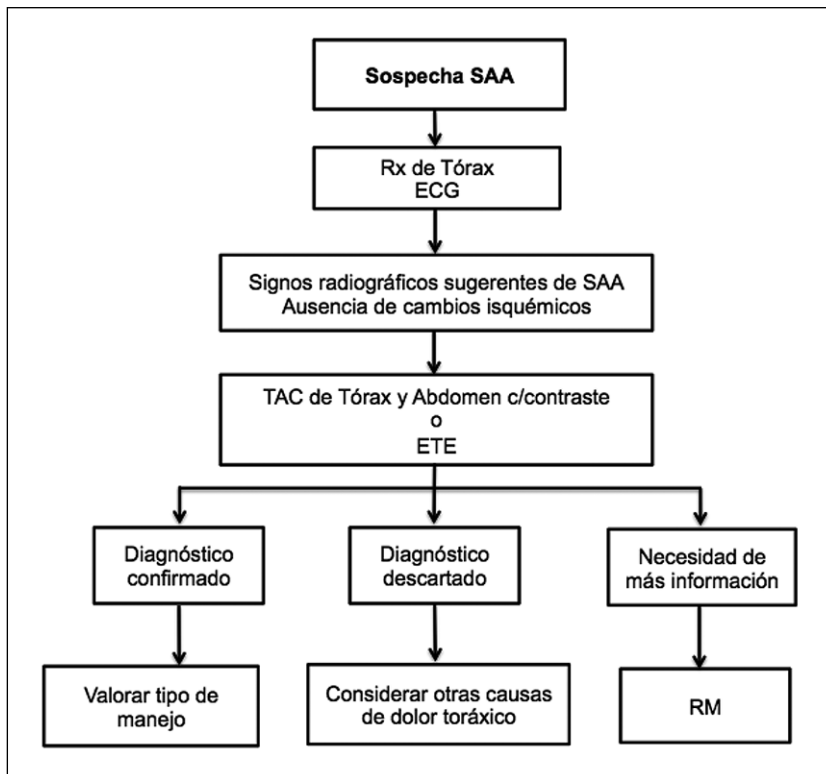 Sospecha SAA
Rx de Tórax
ECG
Signos radiográficos sugerentes de SAA
Ausencia de cambios isquémicos
TAC de Tórax y Abdomen c/contraste
o
ETE
Diagnóstico
confirmado
Diagnóstico
descartado
Necesidad de
más información
Valorar tipo de
manejo
Considerar otras causas
de dolor toráxico
RM